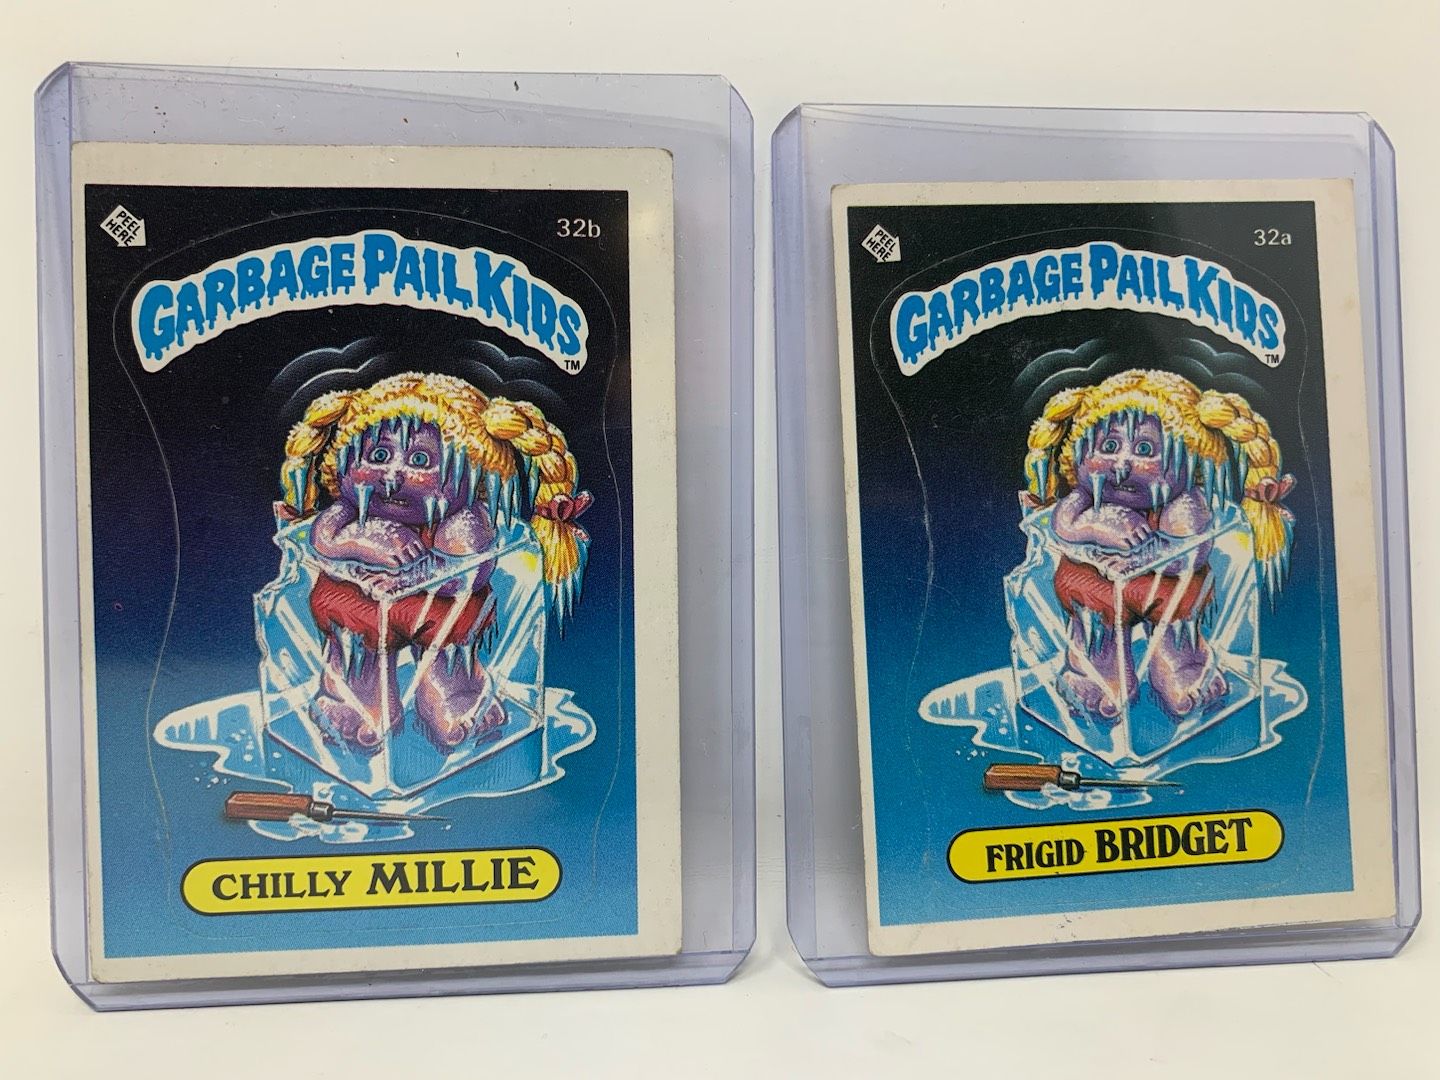 PEEL
HERE
32b
GARBAGE PAIL KIDS
TM
CHILLY MILLIE
PEEL
HERE
32a
GARBAGE PAIL KIDS
TM
FRIGID BRIDGET